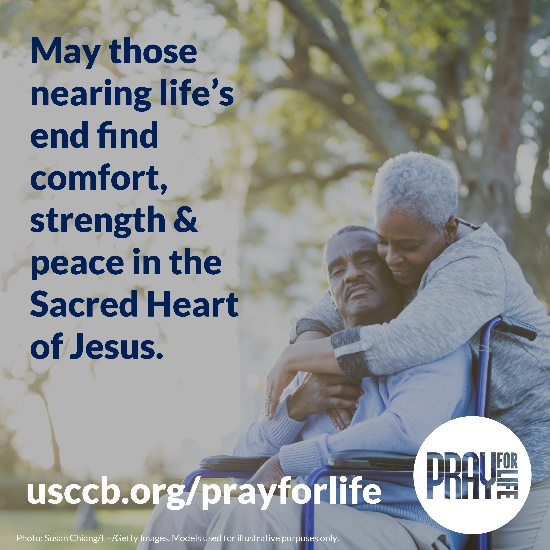 May those
nearing life’s
end find
comfort,
strength &
peace in the
Sacred Heart
of Jesus.
usccb.org/prayforlife
PRAY FOR LIFE
Photo: Susan Chiang/E+/Getty Images. Models used for illustrative purposes only.